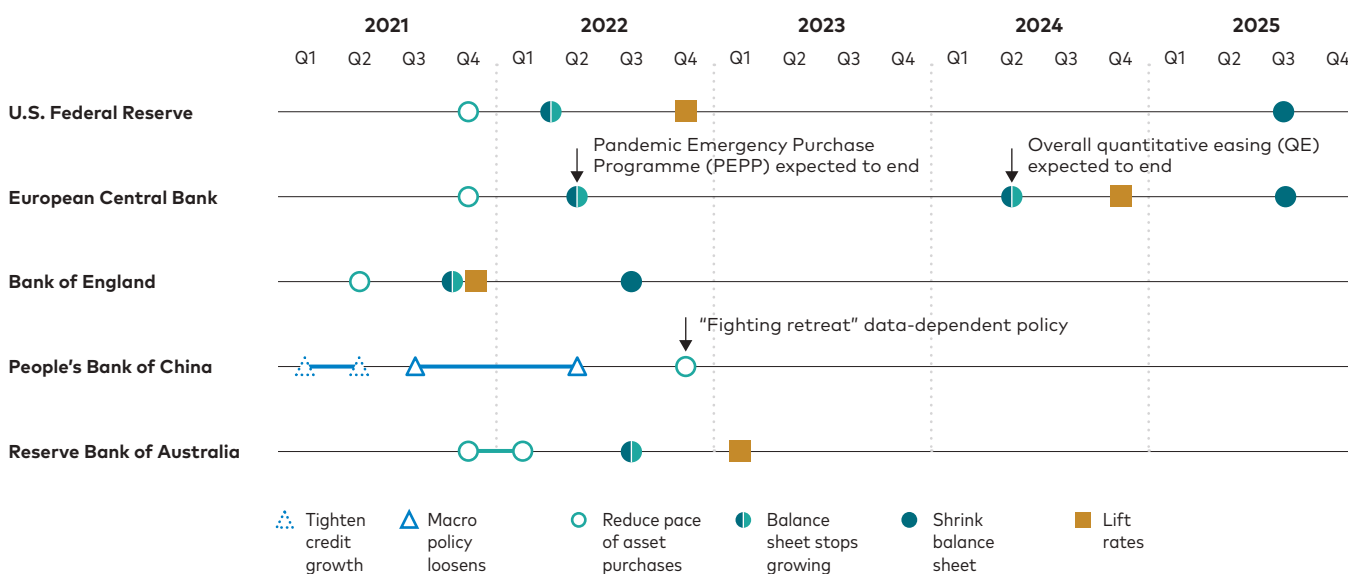 2021 2022 2023 2024 2025
Q1 Q2 Q3 Q4 Q1 Q2 Q3 Q4 Q1 Q2 Q3 Q4 Q1 Q2 Q3 Q4 Q1 Q2 Q3 Q4
U.S. Federal Reserve
Pandemic Emergency Purchase
Programme (PEPP) expected to end
Overall quantitative easing (QE)
expected to end
European Central Bank
Bank of England
“Fighting retreat” data-dependent policy
People’s Bank of China
Reserve Bank of Australia
Tighten
credit
growth
Macro
policy
loosens
Reduce pace
of asset
purchases
Balance
sheet stops
growing
Shrink
balance
sheet
Lift
rates